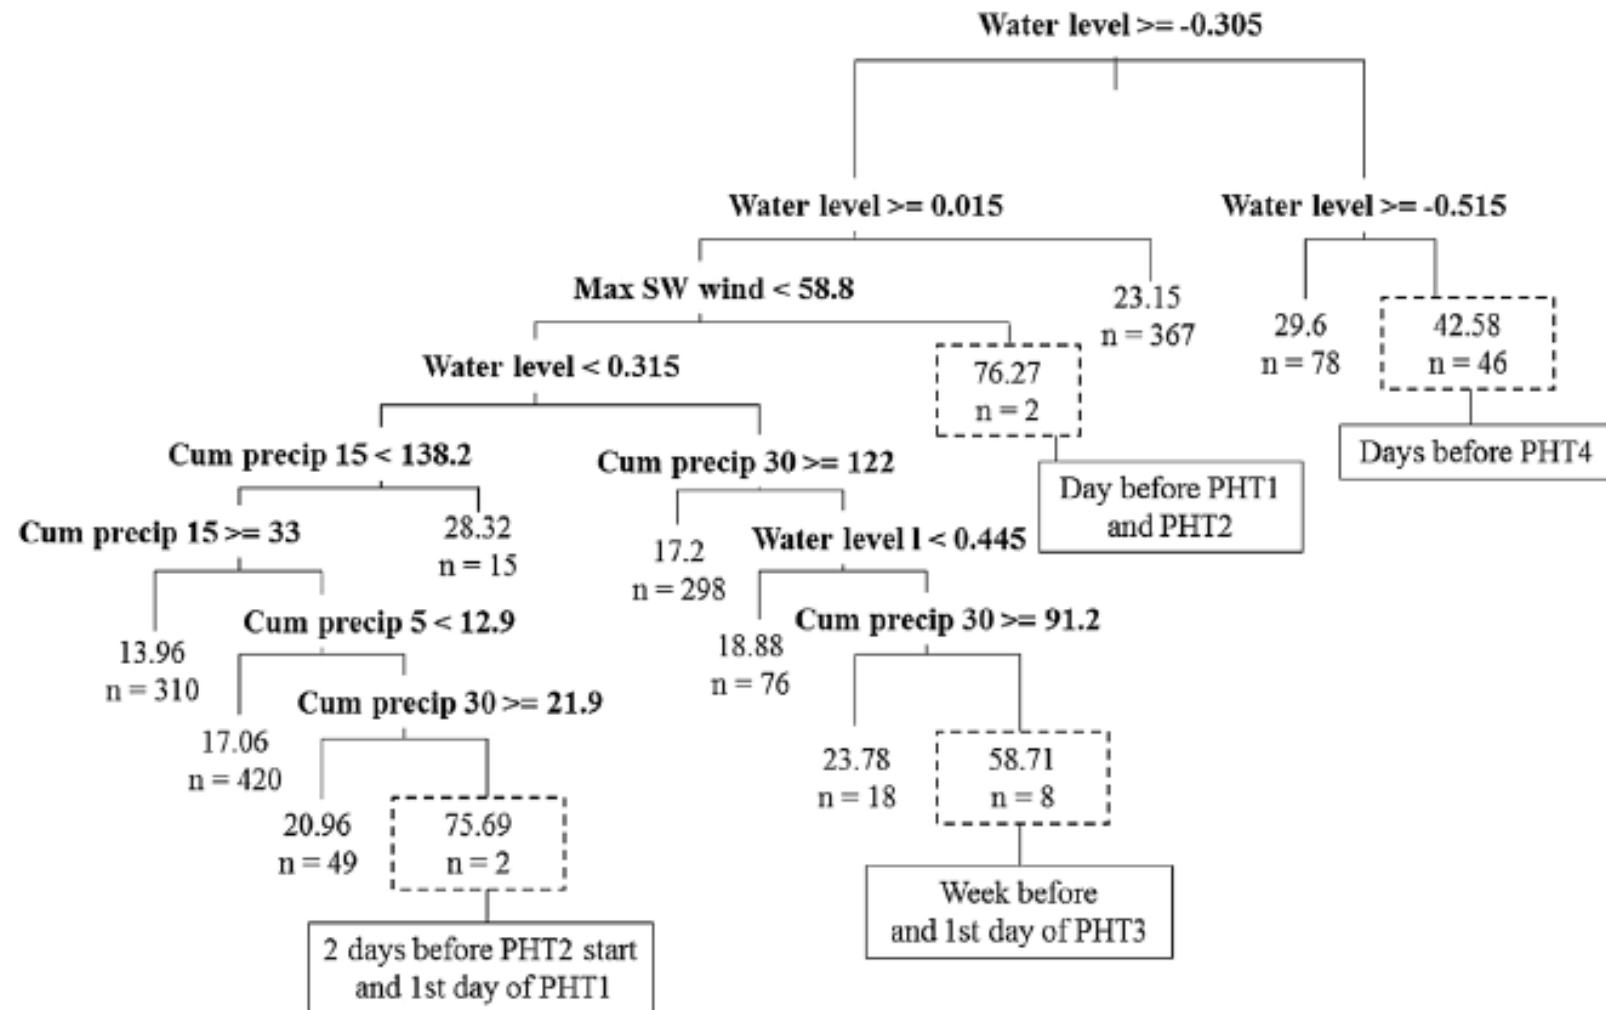 Water level >= -0.305
Water level >= 0.015
Water level >= -0.515
Max SW wind < 58.8
23.15
n = 367
29.6
n = 78
42.58
n = 46
Water level < 0.315
76.27
n = 2
Days before PHT4
Cum precip 15 < 138.2
Cum precip 30 >= 122
Day before PHT1
and PHT2
Cum precip 15 >= 33
28.32
n = 15
17.2
n = 298
Water level l < 0.445
Cum precip 5 < 12.9
Cum precip 30 >= 91.2
13.96
n = 310
18.88
n = 76
Cum precip 30 >= 21.9
17.06
n = 420
23.78
n = 18
58.71
n = 8
20.96
n = 49
75.69
n = 2
Week before
and 1st day of PHT3
2 days before PHT2 start
and 1st day of PHT1